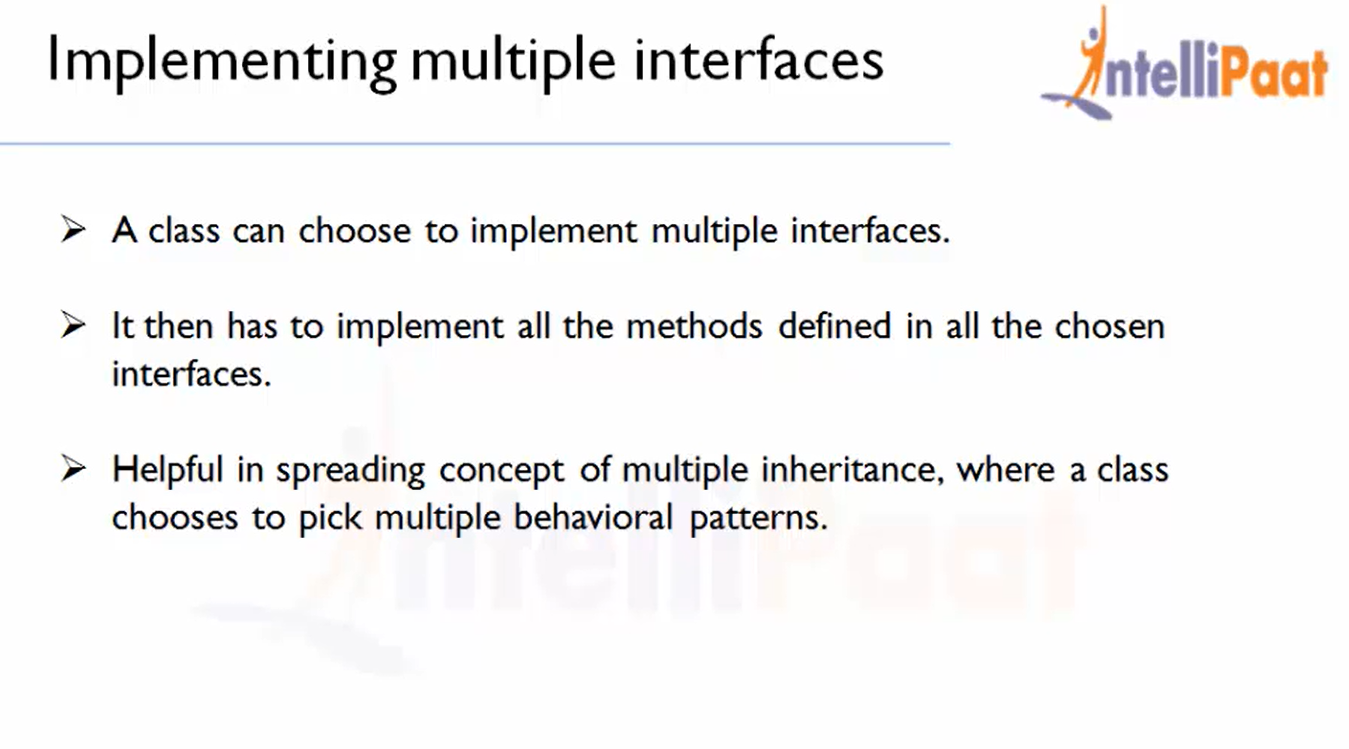 Implementing multiple interfaces
IntelliPaat
➢ A class can choose to implement multiple interfaces.
➢ It then has to implement all the methods defined in all the chosen
interfaces.
➢ Helpful in spreading concept of multiple inheritance, where a class
chooses to pick multiple behavioral patterns.
IntelliPaat